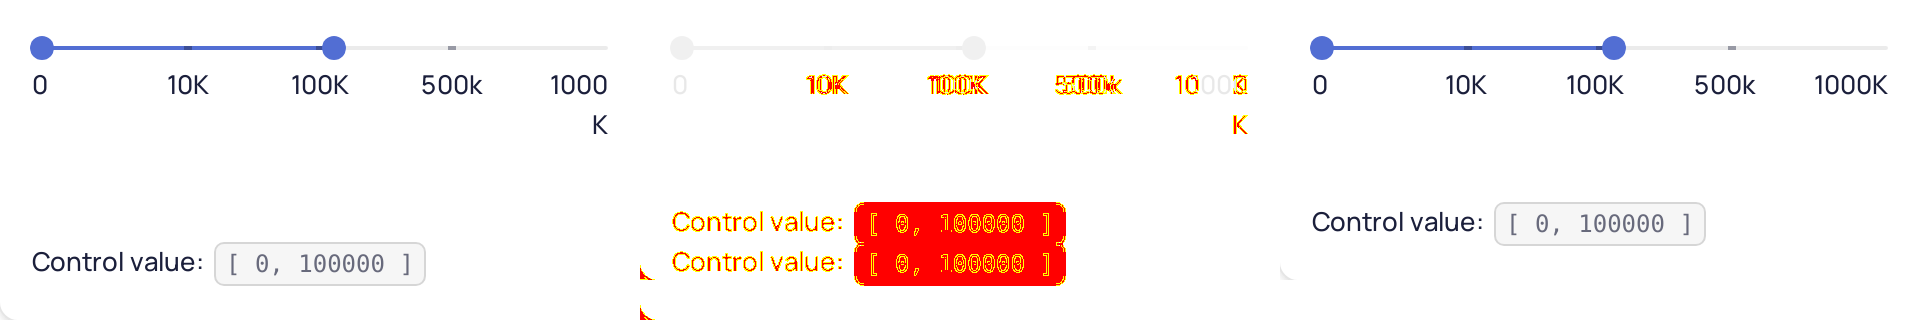 0 10K 100K 500k 1000
K
Control value: [ 0, 100000 ]
0 10K 100K 500k
Control value: [ 0, 100000 ]
K
Control value: [ 0, 100000 ]
0 10K 100K 500k 1000K
Control value: [ 0, 100000 ]